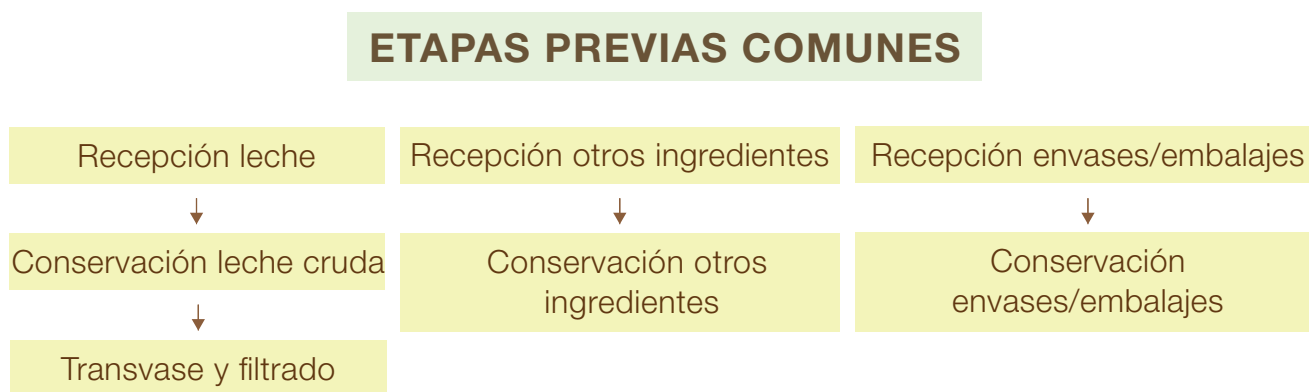 ETAPAS PREVIAS COMUNES
Recepción leche
Conservación leche cruda
Transvase y filtrado
Recepción otros ingredientes
Conservación otros
ingredientes
Recepción envases/embalajes
Conservación
envases/embalajes